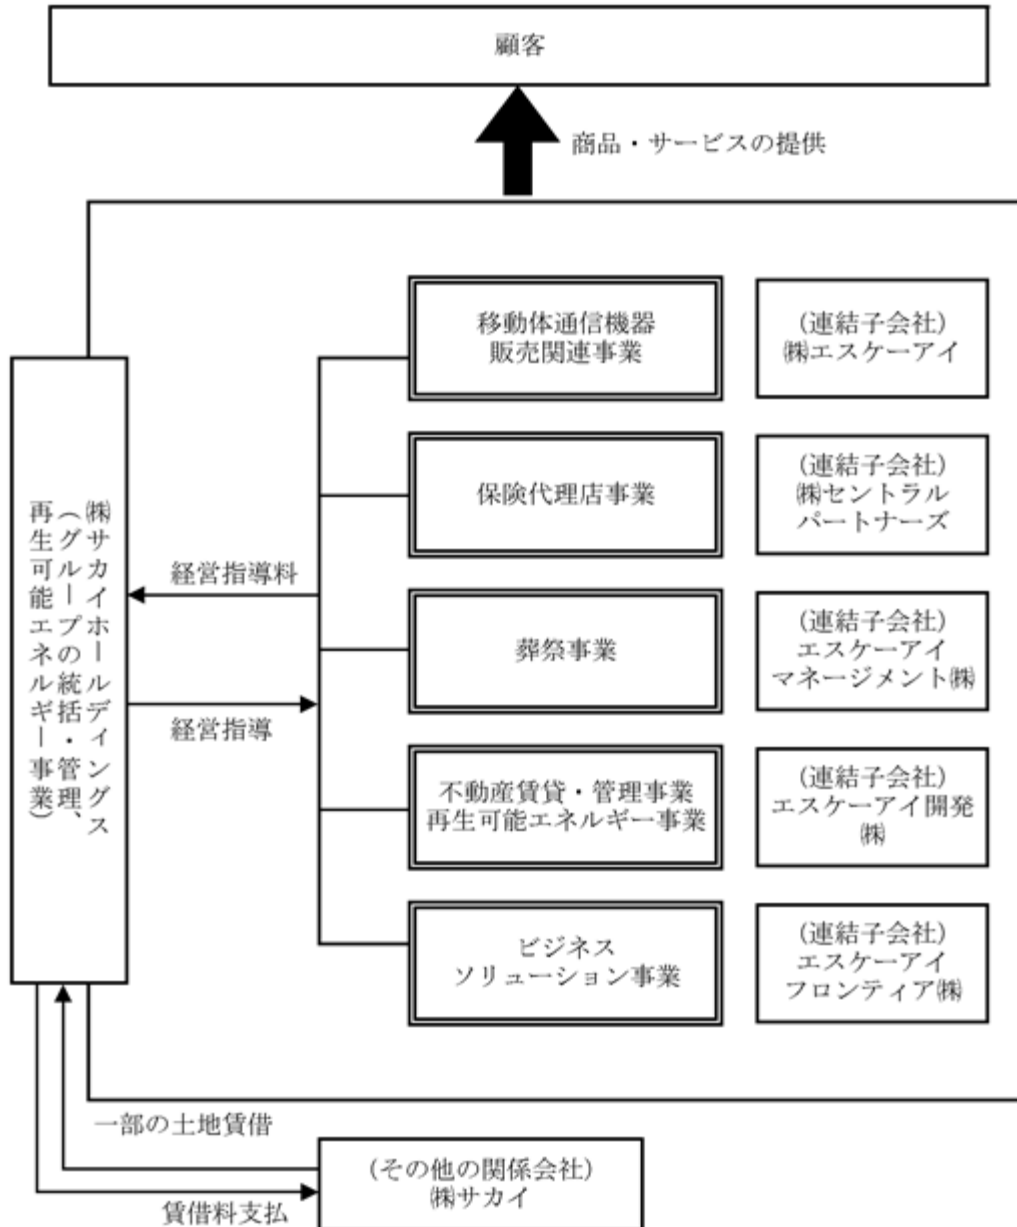 顧客
商品・サービスの提供
移動体通信機器
販売関連事業
(連結子会社)
㈱エスケーアイ
保険代理店事業
(連結子会社)
㈱セントラル
パートナーズ
㈱サカイホールディングス
(グループの統括・管理、
再生可能エネルギー事業)
経営指導料
経営指導
葬祭事業
(連結子会社)
エスケーアイ
マネージメント㈱
不動産賃貸・管理事業
再生可能エネルギー事業
(連結子会社)
エスケーアイ開発
㈱
ビジネス
ソリューション事業
(連結子会社)
エスケーアイ
フロンティア㈱
一部の土地賃借
(その他の関係会社)
㈱サカイ
賃借料支払